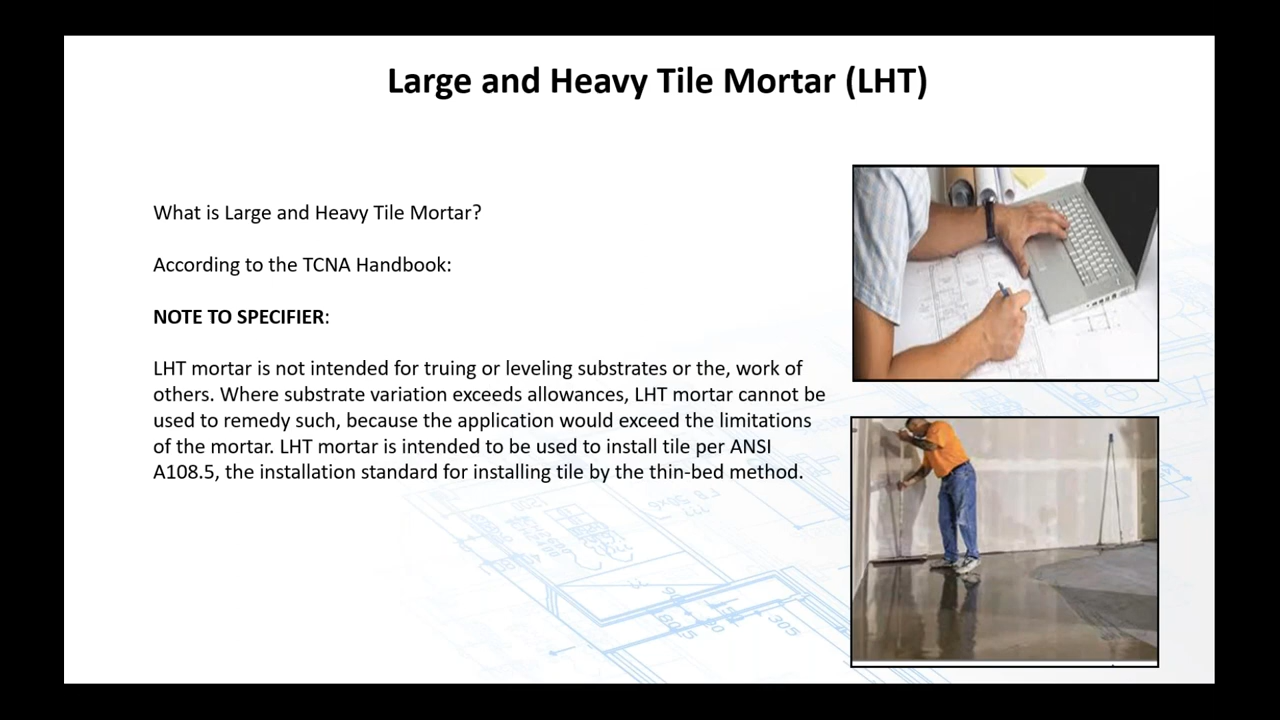 Large and Heavy Tile Mortar (LHT)
What is Large and Heavy Tile Mortar?
According to the TCNA Handbook:
NOTE TO SPECIFIER:
LHT mortar is not intended for truing or leveling substrates or the, work of
others. Where substrate variation exceeds allowances, LHT mortar cannot be
used to remedy such, because the application would exceed the limitations
of the mortar. LHT mortar is intended to be used to install tile per ANSI
A108.5, the installation standard for installing tile by the thin-bed method.
305